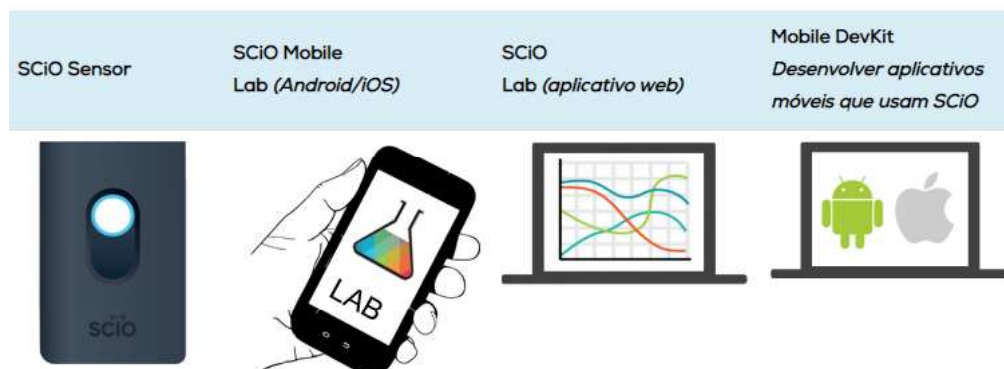 SCiO Sensor
SCiO Mobile
Lab (Android/iOS)
SCiO
Lab (aplicativo web)
Mobile DevKit
Desenvolver aplicativos
móveis que usam SCiO
LAB
SCiO